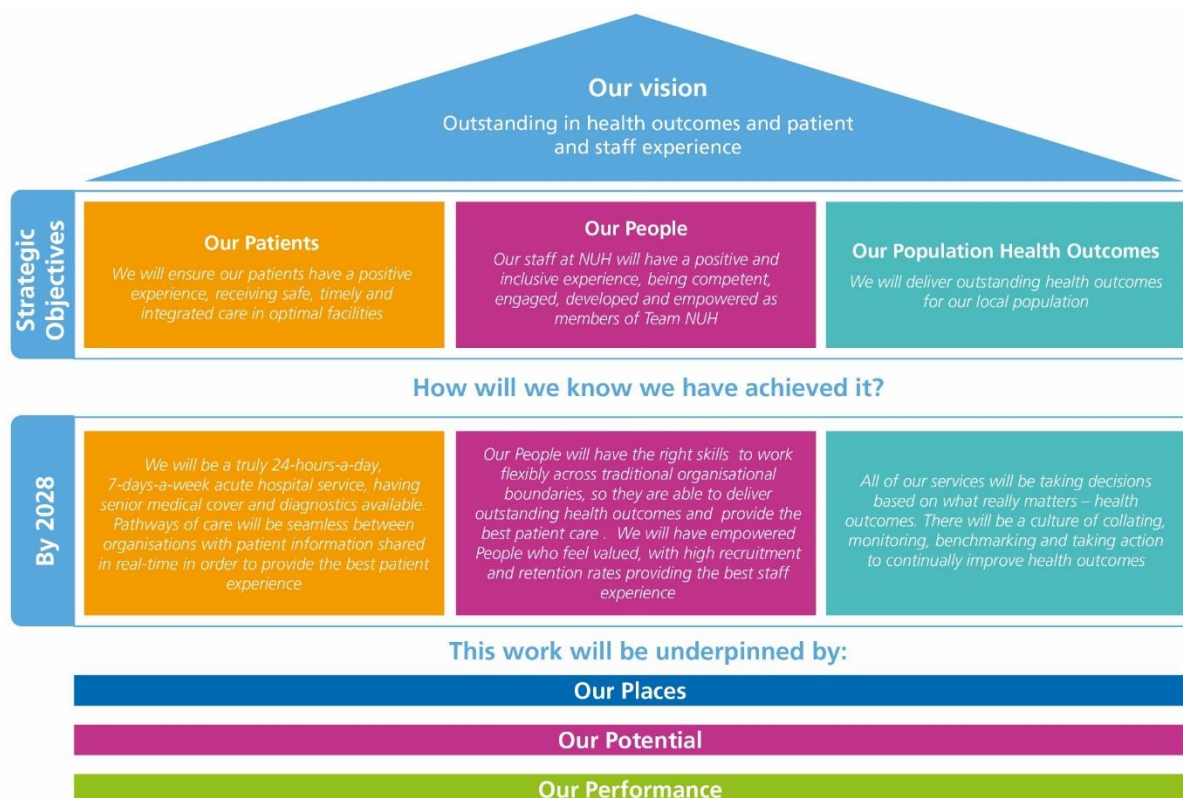 Our vision
Outstanding in health outcomes and patient
and staff experience
Strategic
Objectives
Our Patients
We will ensure our patients have a positive
experience, receiving safe, timely and
integrated care in optimal facilities
Our People
Our staff at NUH will have a positive and
inclusive experience, being competent,
engaged, developed and empowered as
members of Team NUH
Our Population Health Outcomes
We will deliver outstanding health outcomes
for our local population
How will we know we have achieved it?
By 2028
We will be a truly 24-hours-a-day,
7-days-a-week acute hospital service, having
senior medical cover and diagnostics available.
Pathways of care will be seamless between
organisations with patient information shared
in real-time in order to provide the best patient
experience
Our People will have the right skills to work
flexibly across traditional organisational
boundaries, so they are able to deliver
outstanding health outcomes and provide the
best patient care . We will have empowered
People who feel valued, with high recruitment
and retention rates providing the best staff
experience
All of our services will be taking decisions
based on what really matters – health
outcomes. There will be a culture of collating,
monitoring, benchmarking and taking action
to continually improve health outcomes
This work will be underpinned by:
Our Places
Our Potential
Our Performance